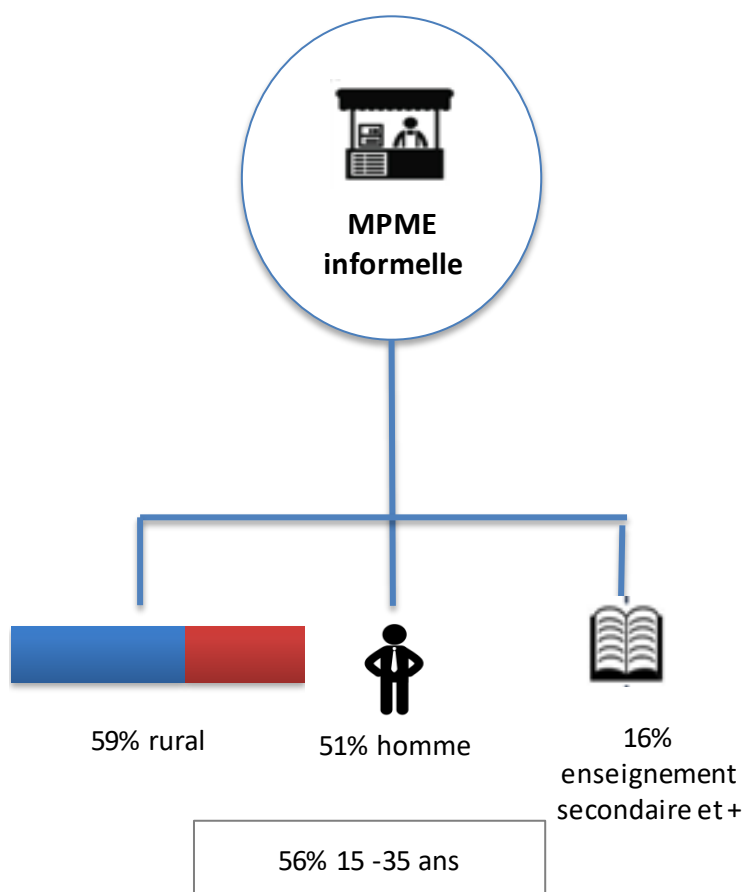 MPME
informelle
59% rural
51% homme
16%
enseignement
secondaire et +
56% 15 -35 ans